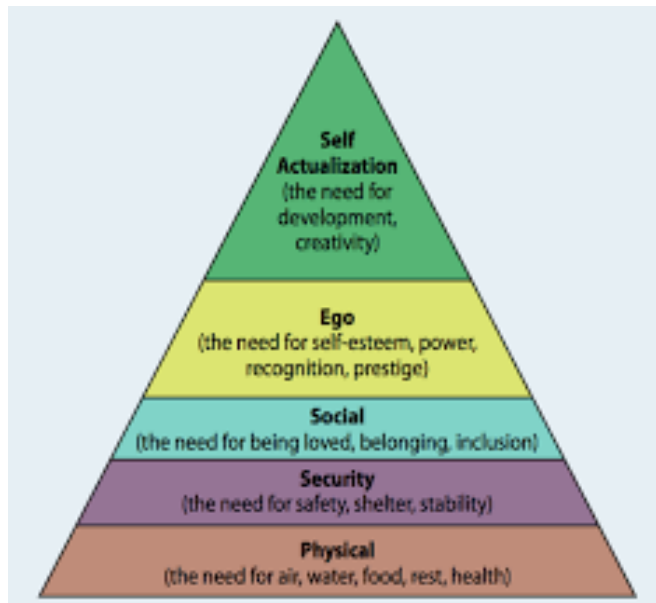 Self
Actualization
(the need for
development,
creativity)
Ego
(the need for self-esteem, power,
recognition, prestige)
Social
(the need for being loved, belonging, inclusion)
Security
(the need for safety, shelter, stability)
Physical
(the need for air, water, food, rest, health)